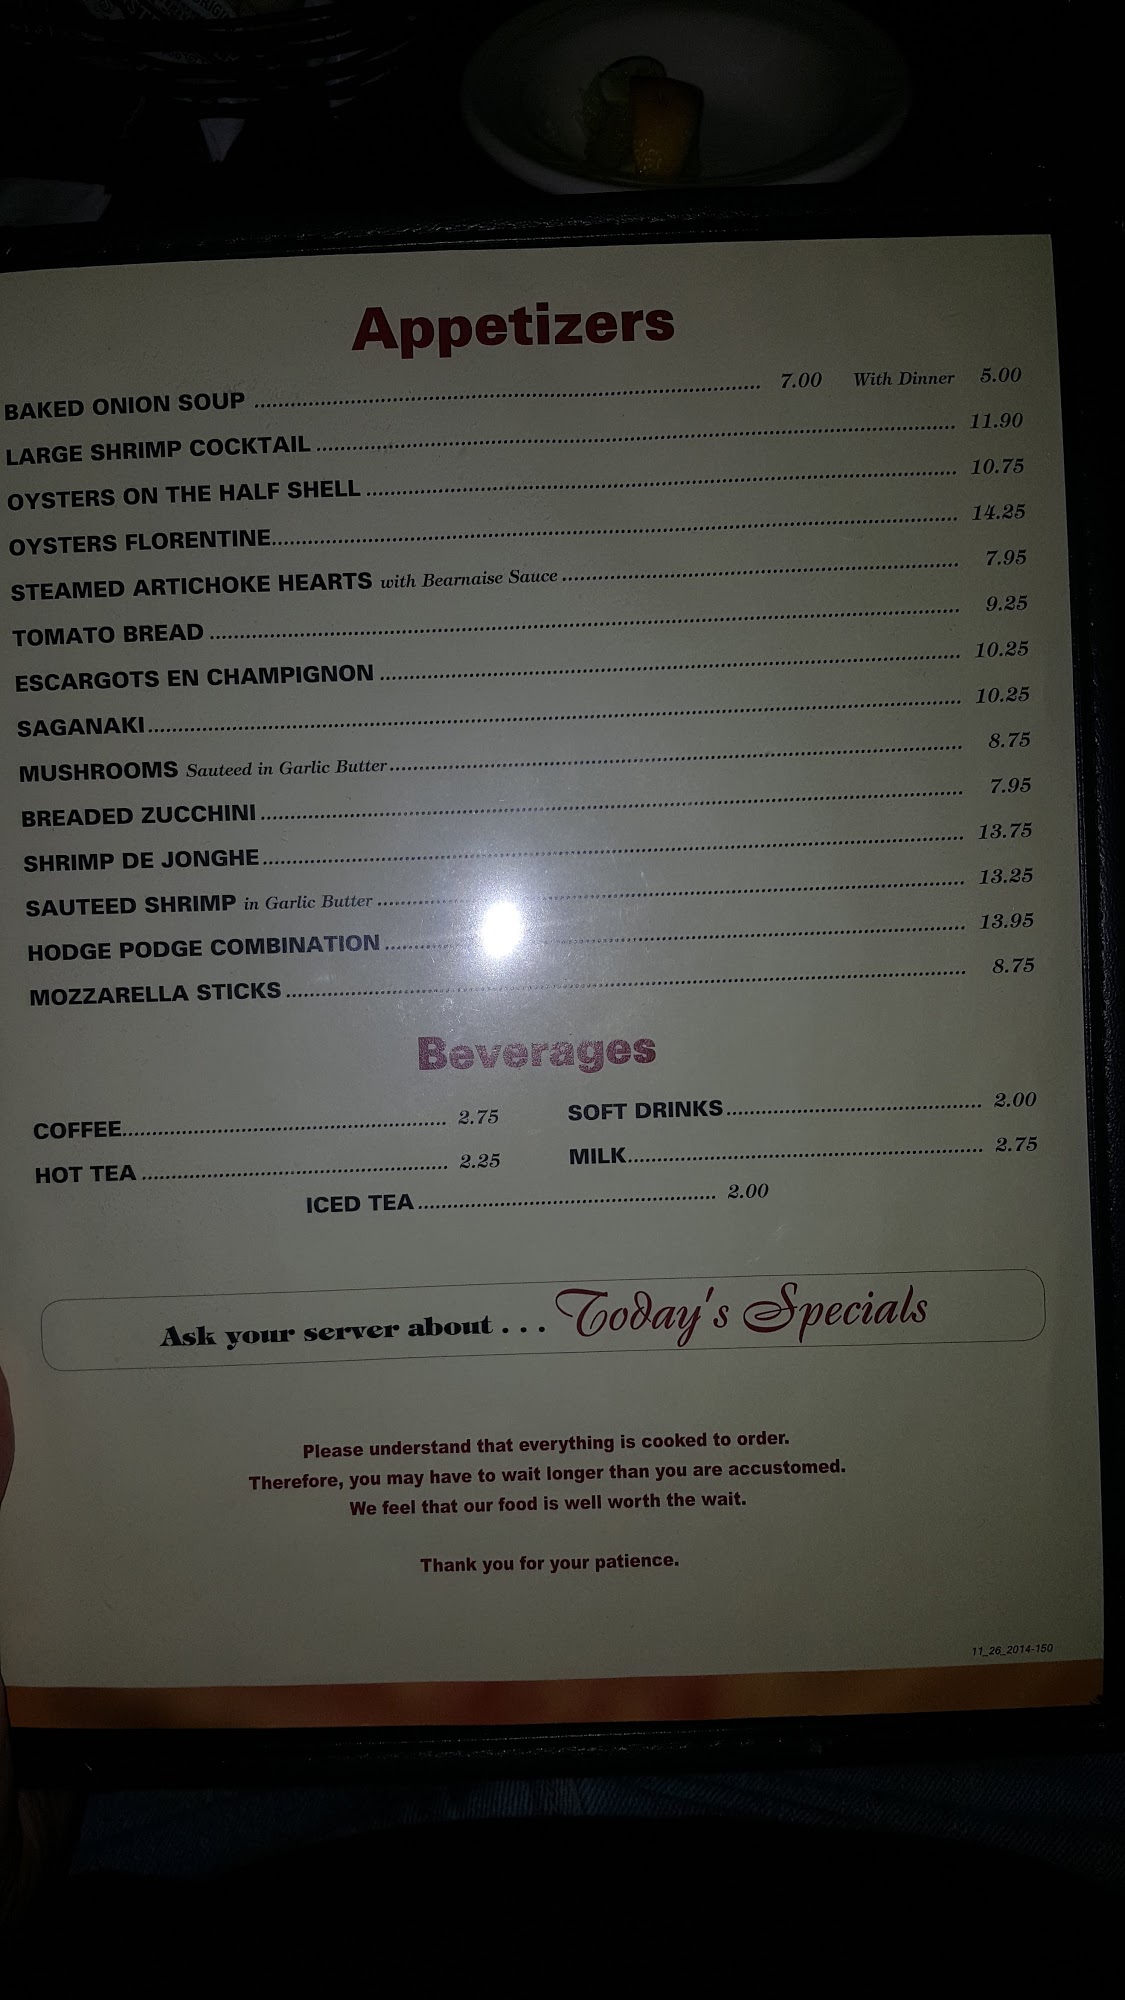 Appetizers
BAKED ONION SOUP ........ 7.00 With Dinner 5.00
LARGE SHRIMP COCKTAIL ........ 11.90
OYSTERS ON THE HALF SHELL ........ 10.75
OYSTERS FLORENTINE ........ 14.25
STEAMED ARTICHOKE HEARTS with Bearnaise Sauce ........ 7.95
TOMATO BREAD ........ 9.25
ESCARGOTS EN CHAMPIGNON ........ 10.25
SAGANAKI ........ 10.25
MUSHROOMS Sauteed in Garlic Butter ........ 8.75
BREADED ZUCCHINI ........ 7.95
SHRIMP DE JONGHE ........ 13.75
SAUTEED SHRIMP in Garlic Butter ........ 13.25
HODGE PODGE COMBINATION ........ 13.95
MOZZARELLA STICKS ........ 8.75
Beverages
COFFEE ........ 2.75 SOFT DRINKS ........ 2.00
HOT TEA ........ 2.25 MILK ........ 2.75
ICED TEA ........ 2.00
Ask your server about . . . Today's Specials
Please understand that everything is cooked to order.
Therefore, you may have to wait longer than you are accustomed.
We feel that our food is well worth the wait.
Thank you for your patience.
11_26_2014-150